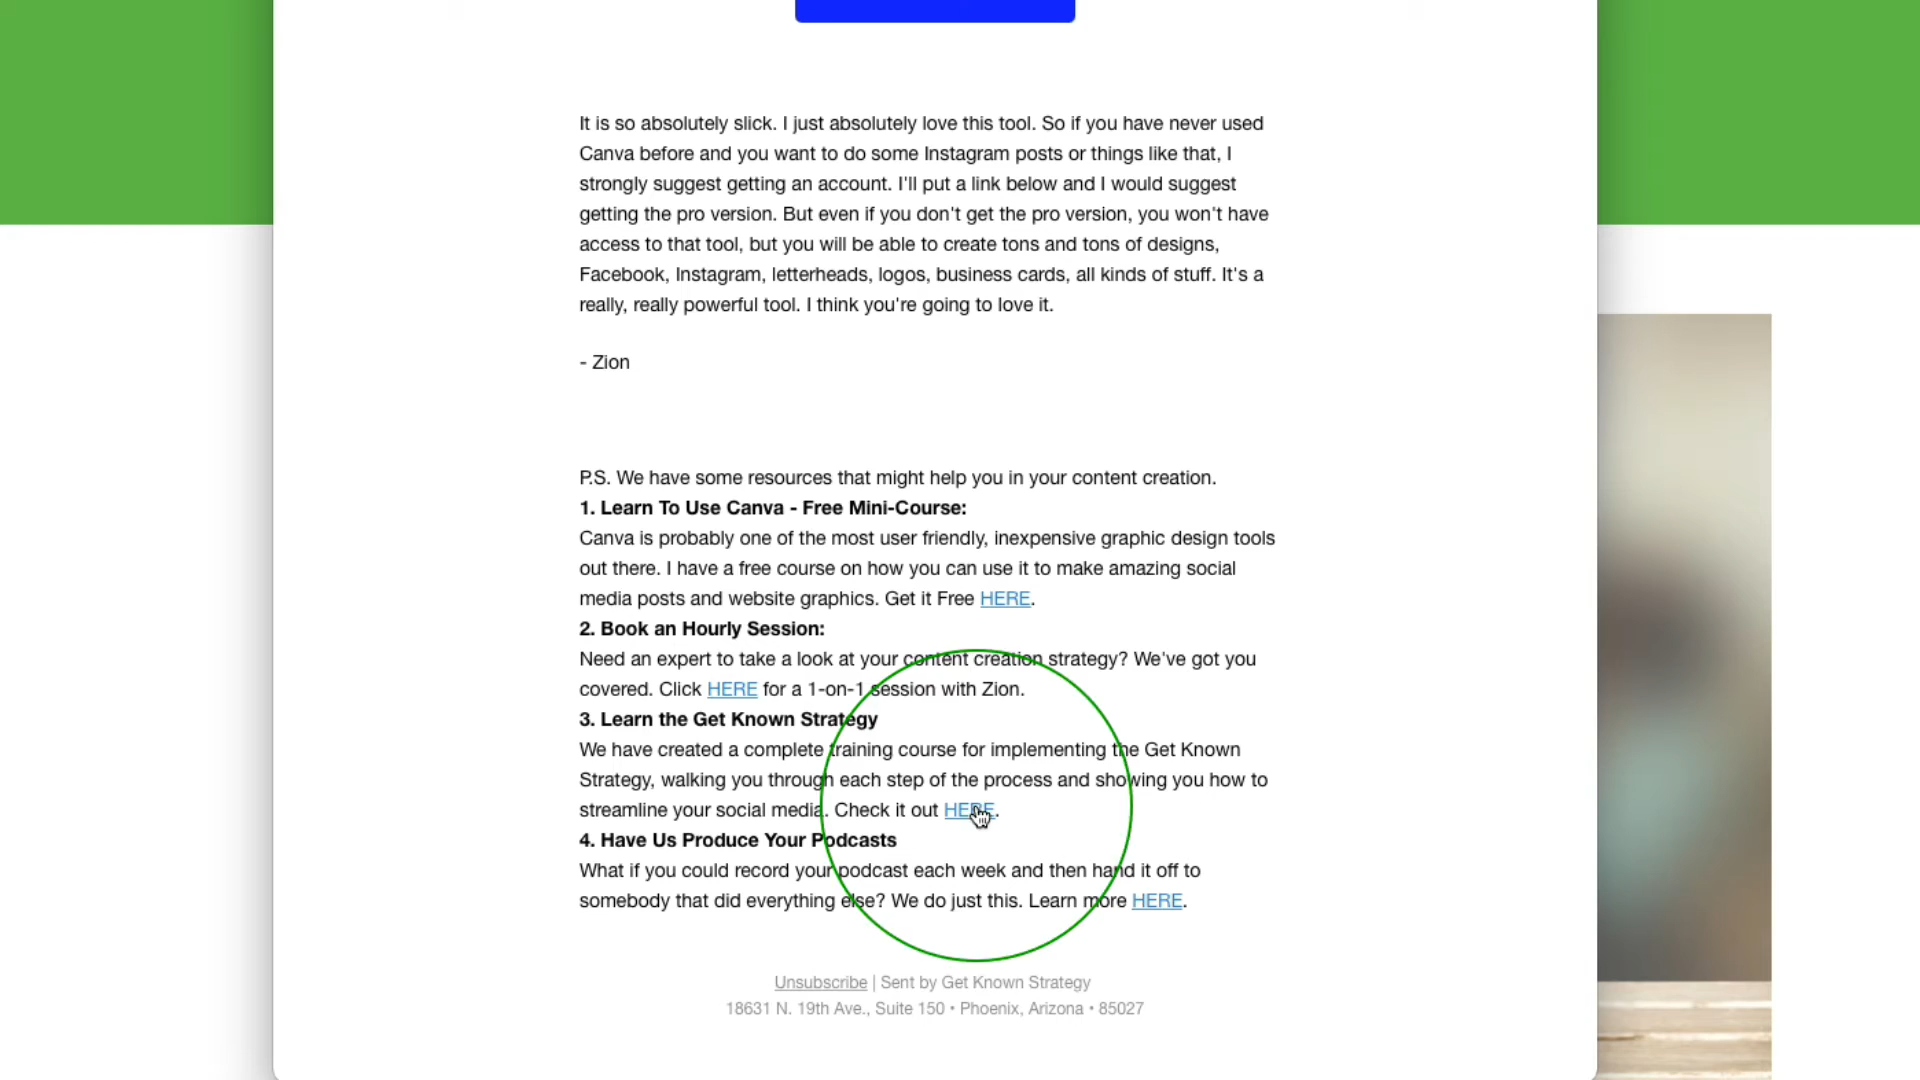 It is so absolutely slick. I just absolutely love this tool. So if you have never used
Canva before and you want to do some Instagram posts or things like that, I
strongly suggest getting an account. I'll put a link below and I would suggest
getting the pro version. But even if you don't get the pro version, you won't have
access to that tool, but you will be able to create tons and tons of designs,
Facebook, Instagram, letterheads, logos, business cards, all kinds of stuff. It's a
really, really powerful tool. I think you're going to love it.
- Zion
P.S. We have some resources that might help you in your content creation.
1. Learn To Use Canva - Free Mini-Course:
Canva is probably one of the most user friendly, inexpensive graphic design tools
out there. I have a free course on how you can use it to make amazing social
media posts and website graphics. Get it Free HERE.
2. Book an Hourly Session:
Need an expert to take a look at your content creation strategy? We've got you
covered. Click HERE for a 1-on-1 session with Zion.
3. Learn the Get Known Strategy
We have created a complete training course for implementing the Get Known
Strategy, walking you through each step of the process and showing you how to
streamline your social media. Check it out HERE.
4. Have Us Produce Your Podcasts
What if you could record your podcast each week and then hand it off to
somebody that did everything else? We do just this. Learn more HERE.
Unsubscribe | Sent by Get Known Strategy
18631 N. 19th Ave., Suite 150 • Phoenix, Arizona • 85027